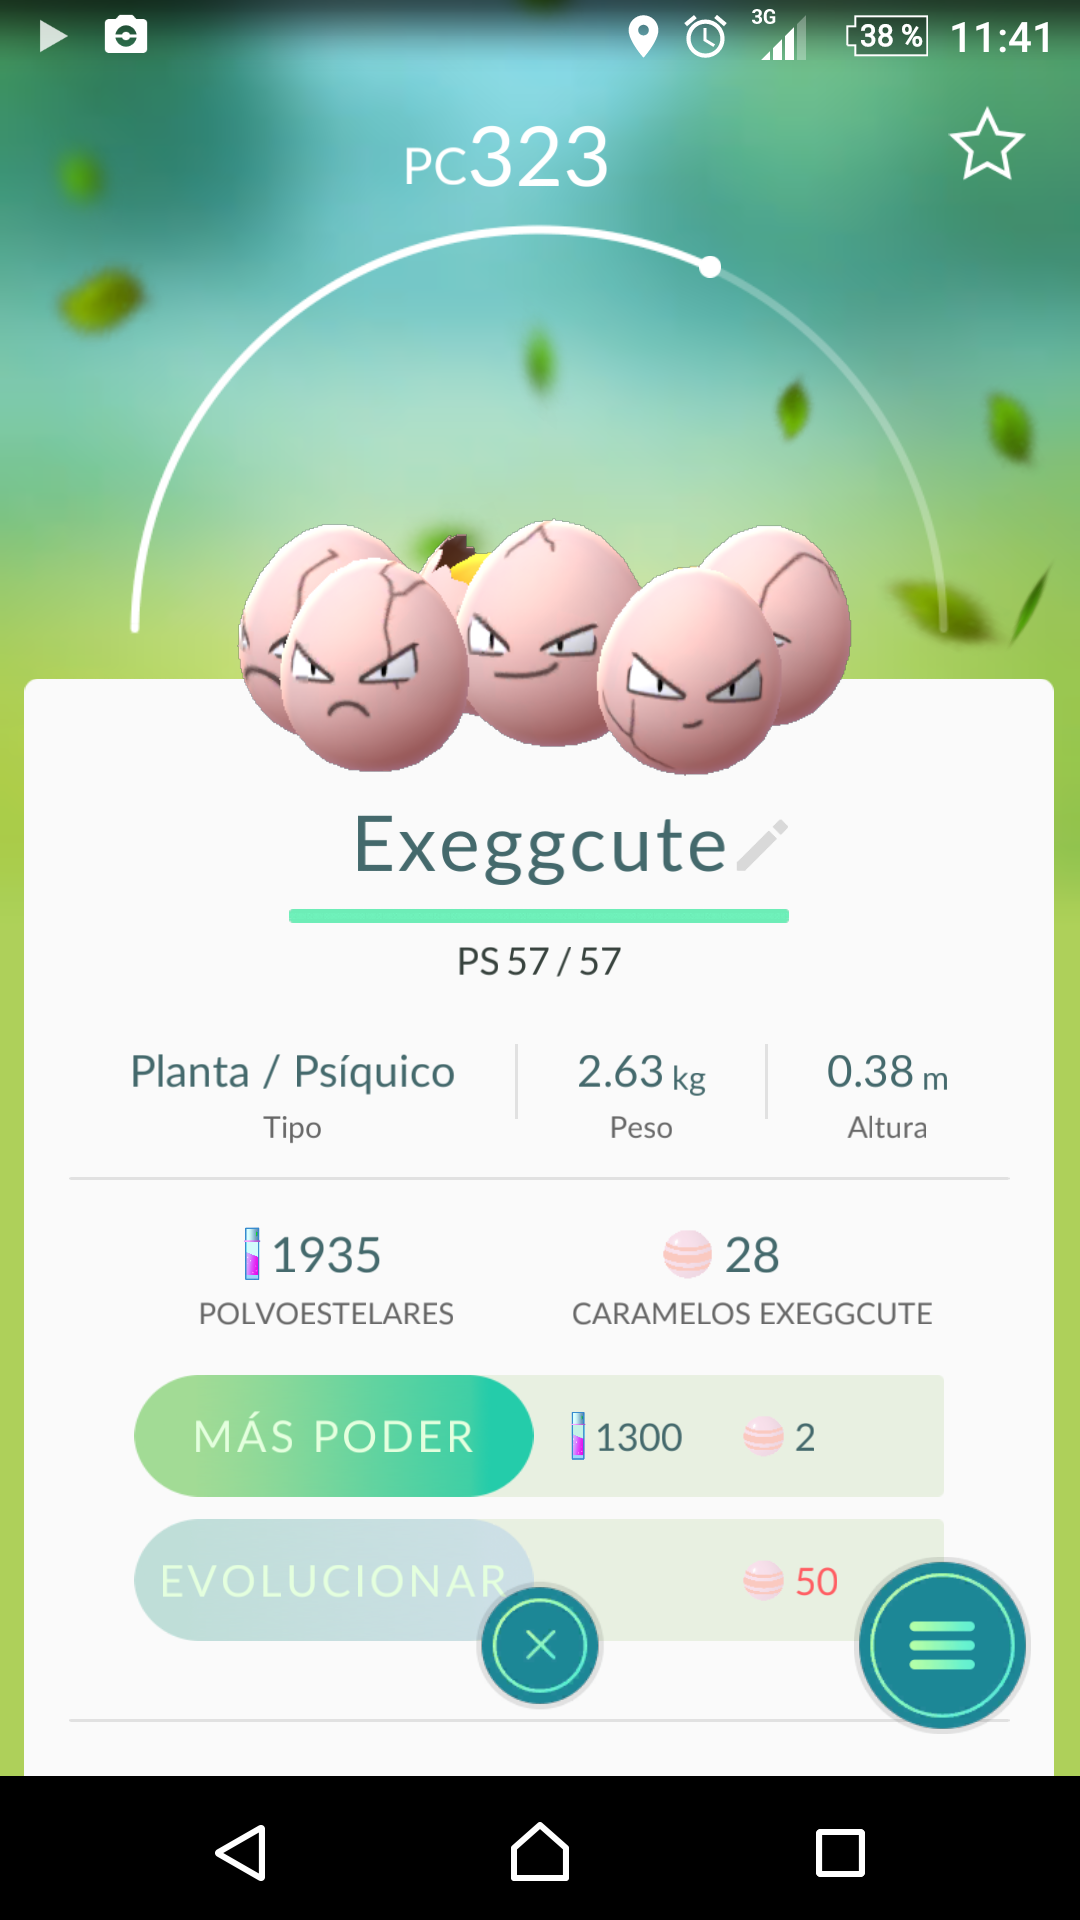 3G
38 %
11:41
PC323
Exeggcute
PS 57 / 57
Planta / Psíquico
2.63 kg
0.38 m
Tipo
Peso
Altura
1935
28
POLVOESTELARES
CARAMELOS EXEGGCUTE
MÁS PODER
1300
2
EVOLUCIONAR
50